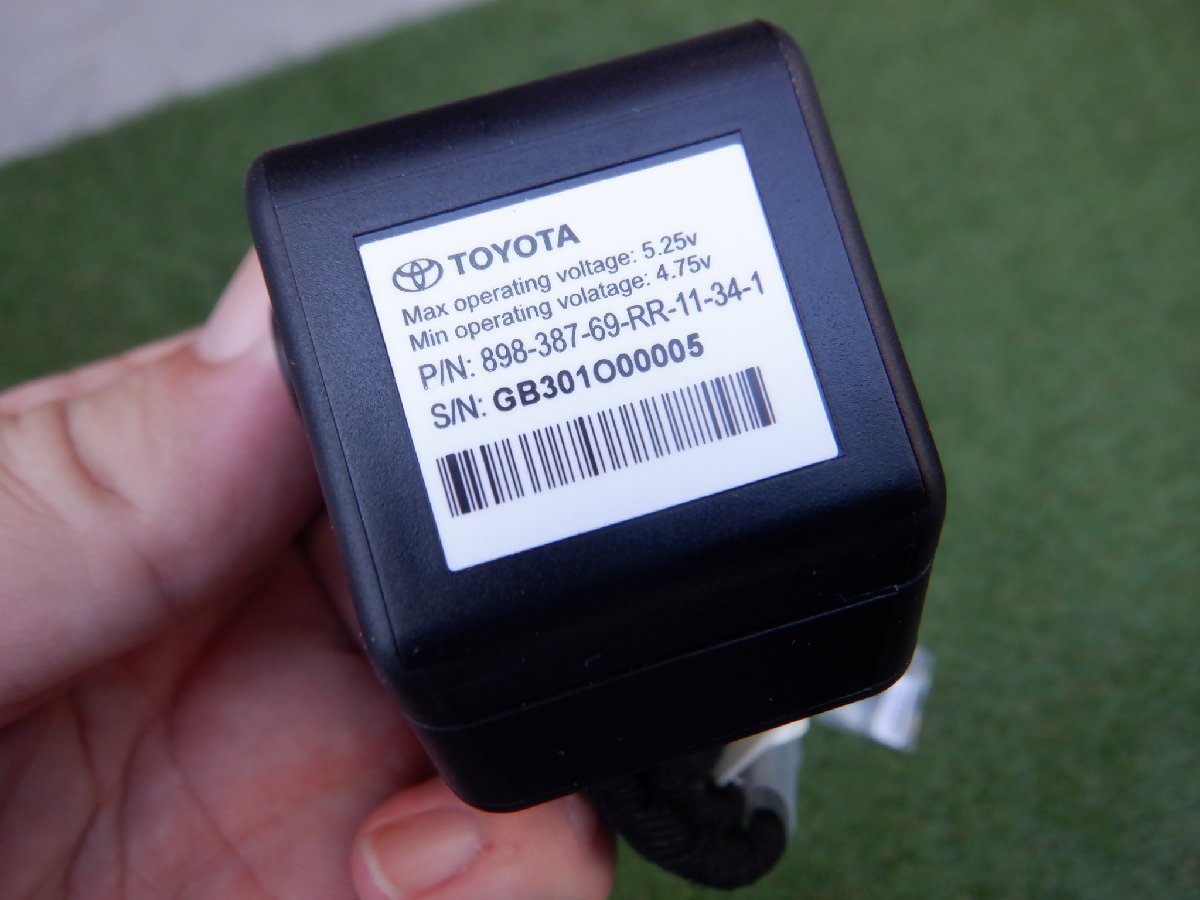 TOYOTA
Max operating voltage: 5.25v
Min operating volatage: 4.75v
P/N: 898-387-69-RR-11-34-1
S/N: GB301O00005